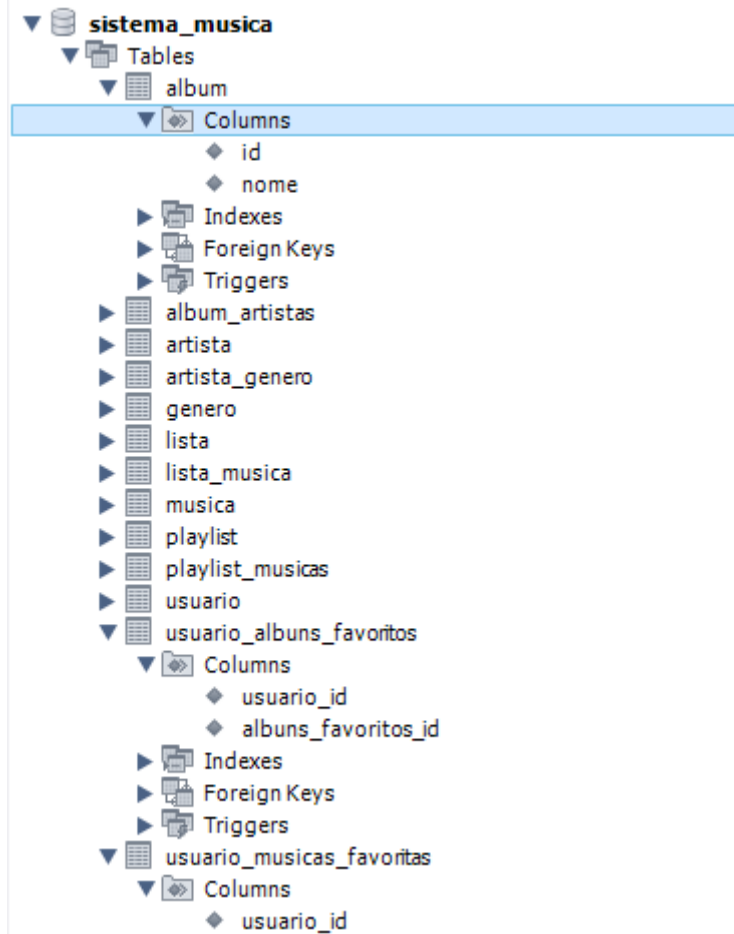 sistema_musica
Tables
album
Columns
id
nome
Indexes
Foreign Keys
Triggers
album_artistas
artista
artista_genero
genero
lista
lista_musica
musica
playlist
playlist_musicas
usuario
usuario_albuns_favoritos
Columns
usuario_id
albuns_favoritos_id
Indexes
Foreign Keys
Triggers
usuario_musicas_favoritas
Columns
usuario_id